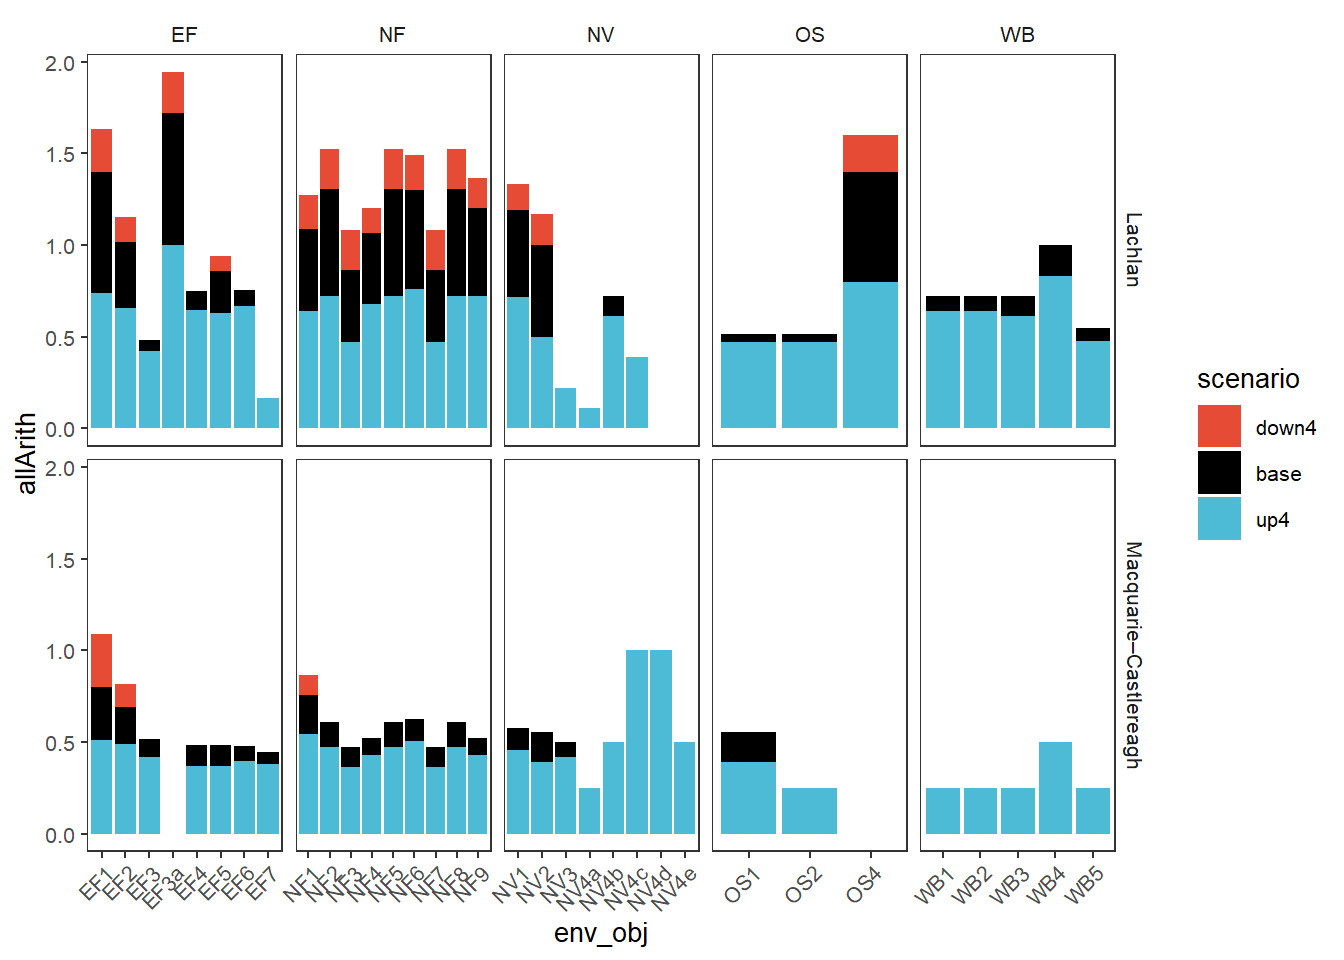 EF NF NV OS WB
2.0
1.5
1.0
0.5
0.0
Lachlan
2.0
1.5
1.0
0.5
0.0
Macquarie−Castlereagh
allArith
EF1 EF2 EF3 EF3a EF4 EF5 EF6 EF7
NF1 NF2 NF3 NF4 NF5 NF6 NF7 NF8 NF9
NV1 NV2 NV3 NV4a NV4b NV4c NV4d NV4e
OS1 OS2 OS4
WB1 WB2 WB3 WB4 WB5
env_obj
scenario
down4
base
up4